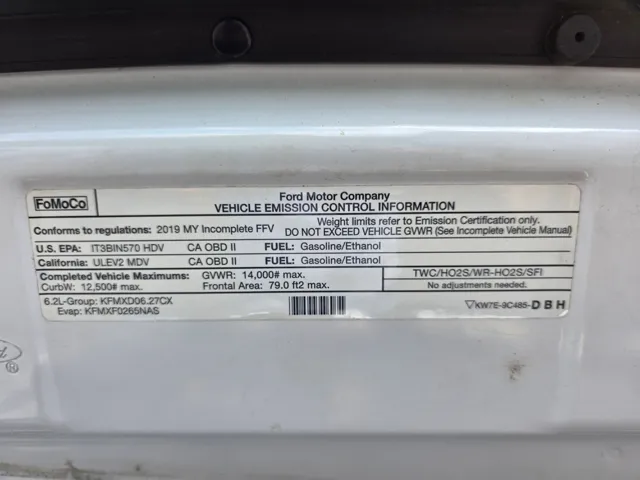 FoMoCo
Ford Motor Company
VEHICLE EMISSION CONTROL INFORMATION
Conforms to regulations: 2019 MY Incomplete FFV
Weight limits refer to Emission Certification only.
DO NOT EXCEED VEHICLE GVWR (See Incomplete Vehicle Manual)
U.S. EPA: IT3BIN570 HDV CA OBD II FUEL: Gasoline/Ethanol
California: ULEV2 MDV CA OBD II FUEL: Gasoline/Ethanol
Completed Vehicle Maximums: GVWR: 14,000# max.
CurbW: 12,500# max. Frontal Area: 79.0 ft2 max.
TWC/HO2S/WR-HO2S/SFI
No adjustments needed.
6.2L-Group: KFMXD06.27CX
Evap: KFMXF0265NAS
KW7E-9C485-DBH
®